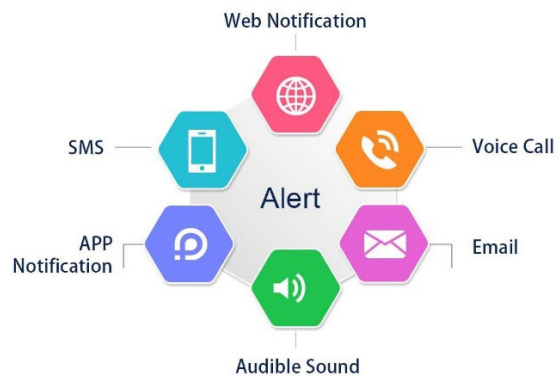 Web Notification
SMS
Voice Call
Alert
APP
Notification
Email
Audible Sound